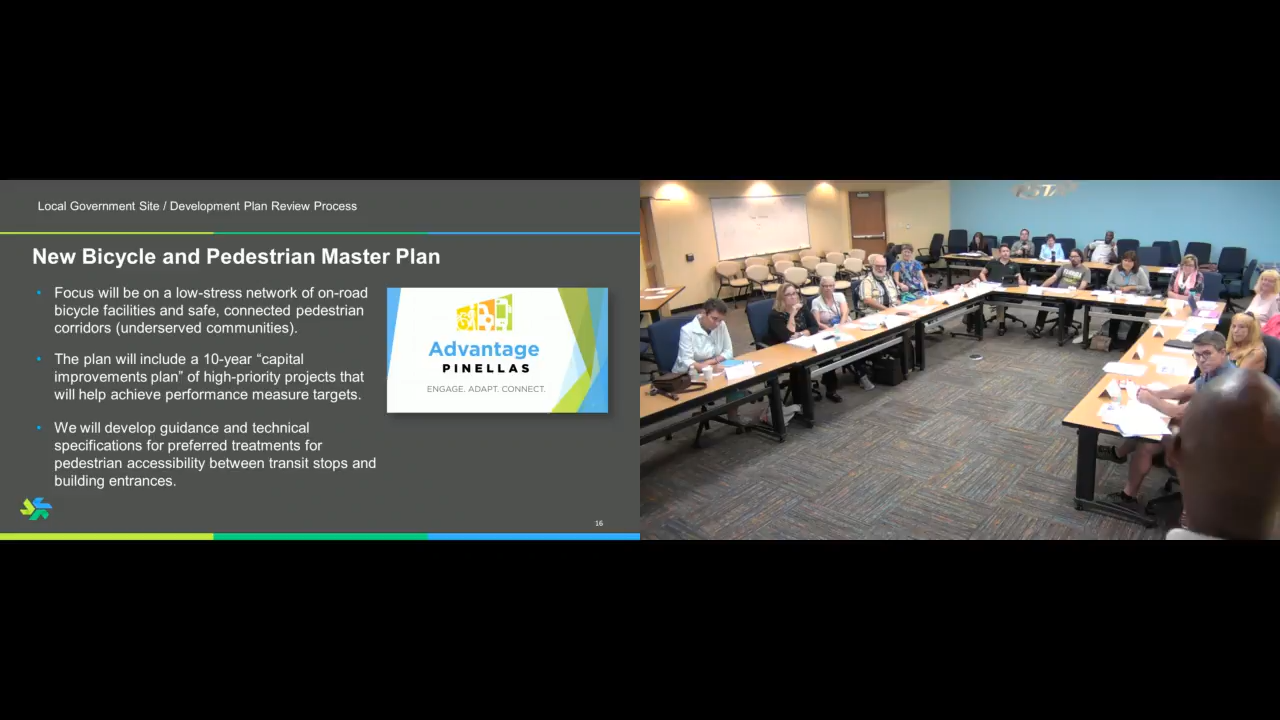 Local Government Site / Development Plan Review Process
New Bicycle and Pedestrian Master Plan
• Focus will be on a low-stress network of on-road
bicycle facilities and safe, connected pedestrian
corridors (underserved communities).
• The plan will include a 10-year “capital
improvements plan” of high-priority projects that
will help achieve performance measure targets.
• We will develop guidance and technical
specifications for preferred treatments for
pedestrian accessibility between transit stops and
building entrances.
Advantage
PINELLAS
ENGAGE. ADAPT. CONNECT.
16